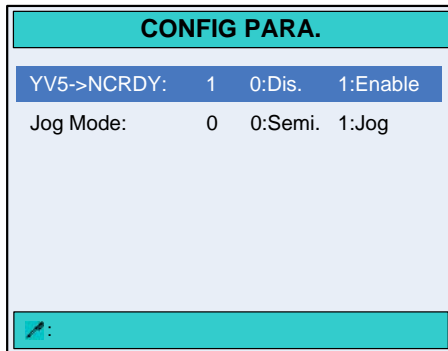 CONFIG PARA.
YV5->NCRDY: 1 0:Dis. 1:Enable
Jog Mode: 0 0:Semi. 1:Jog
: